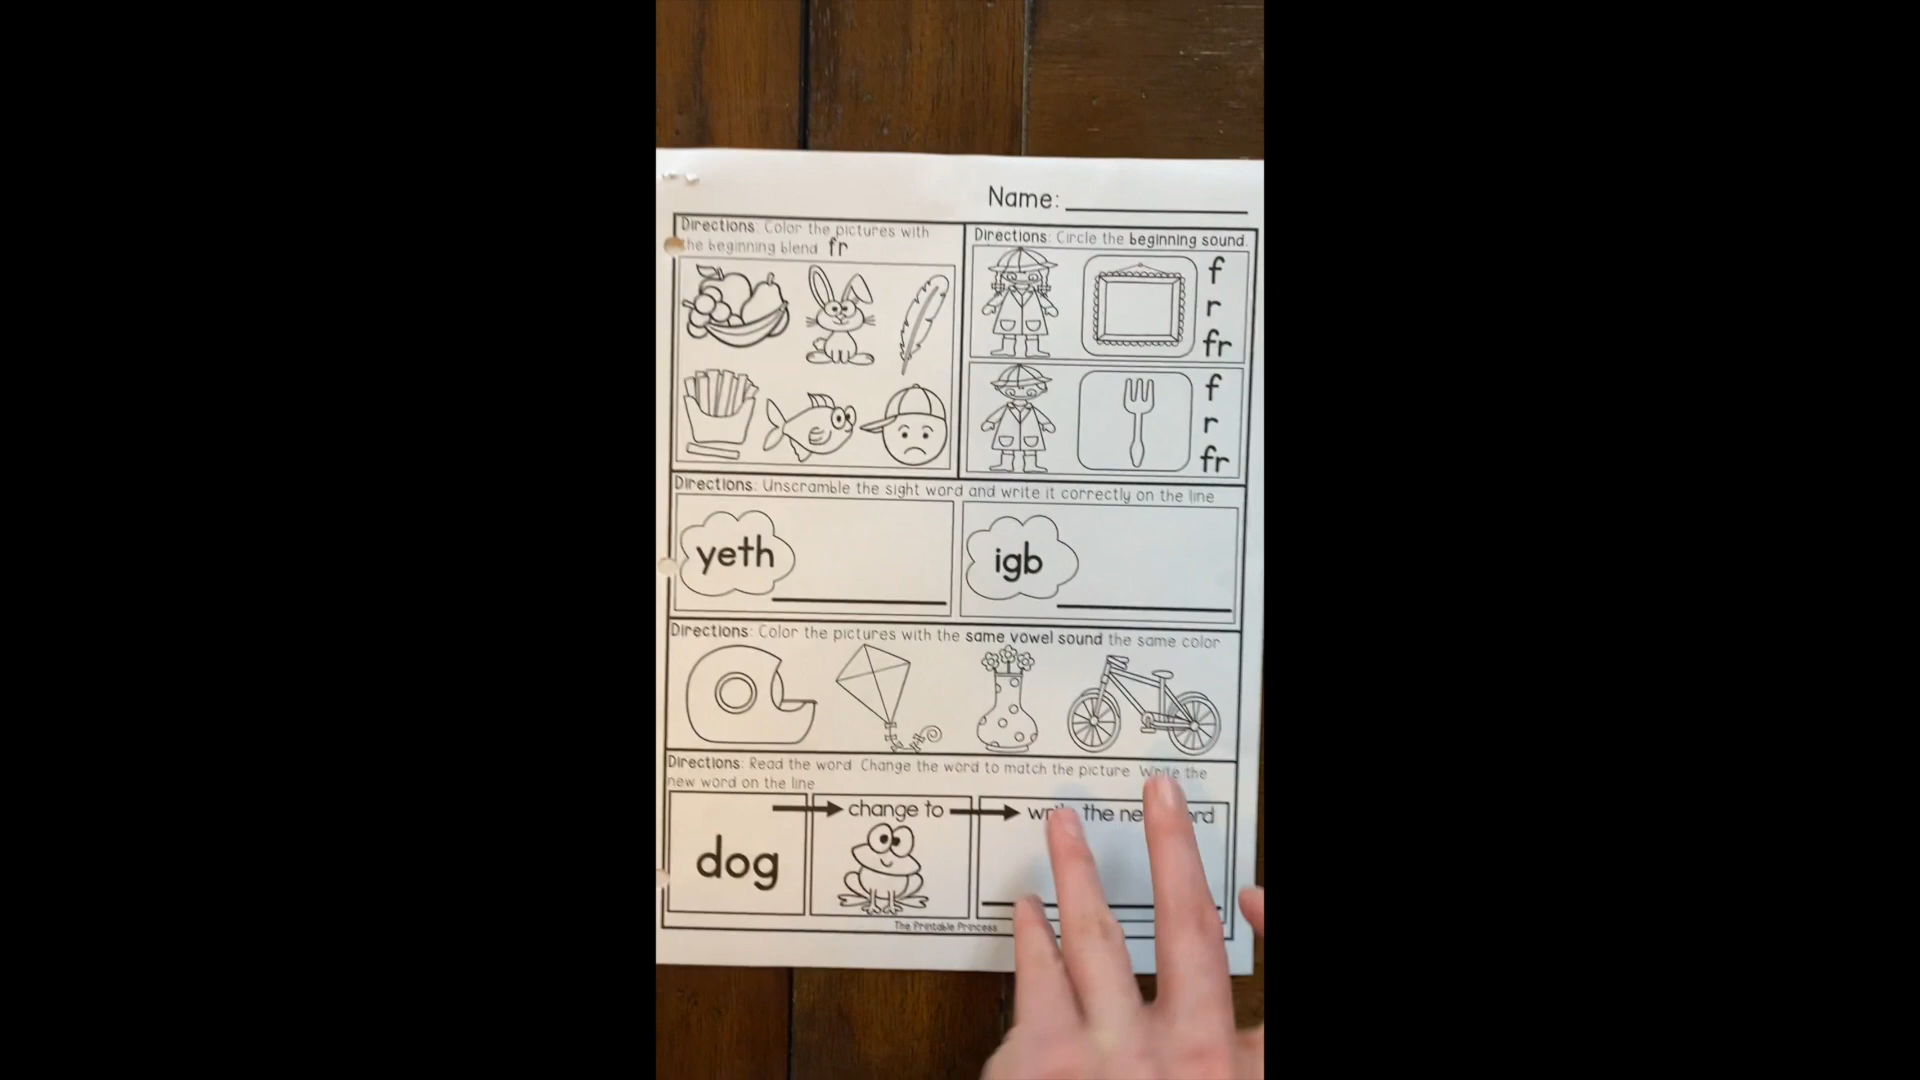 Name:
Directions: Color the pictures with
the beginning blend fr
Directions: Circle the beginning sound.
f
r
fr
f
r
fr
Directions: Unscramble the sight word and write it correctly on the line
yeth
igb
Directions: Color the pictures with the same vowel sound the same color
Directions: Read the word Change the word to match the picture Write the
new word on the line
change to
the
dog
The Printable Princess